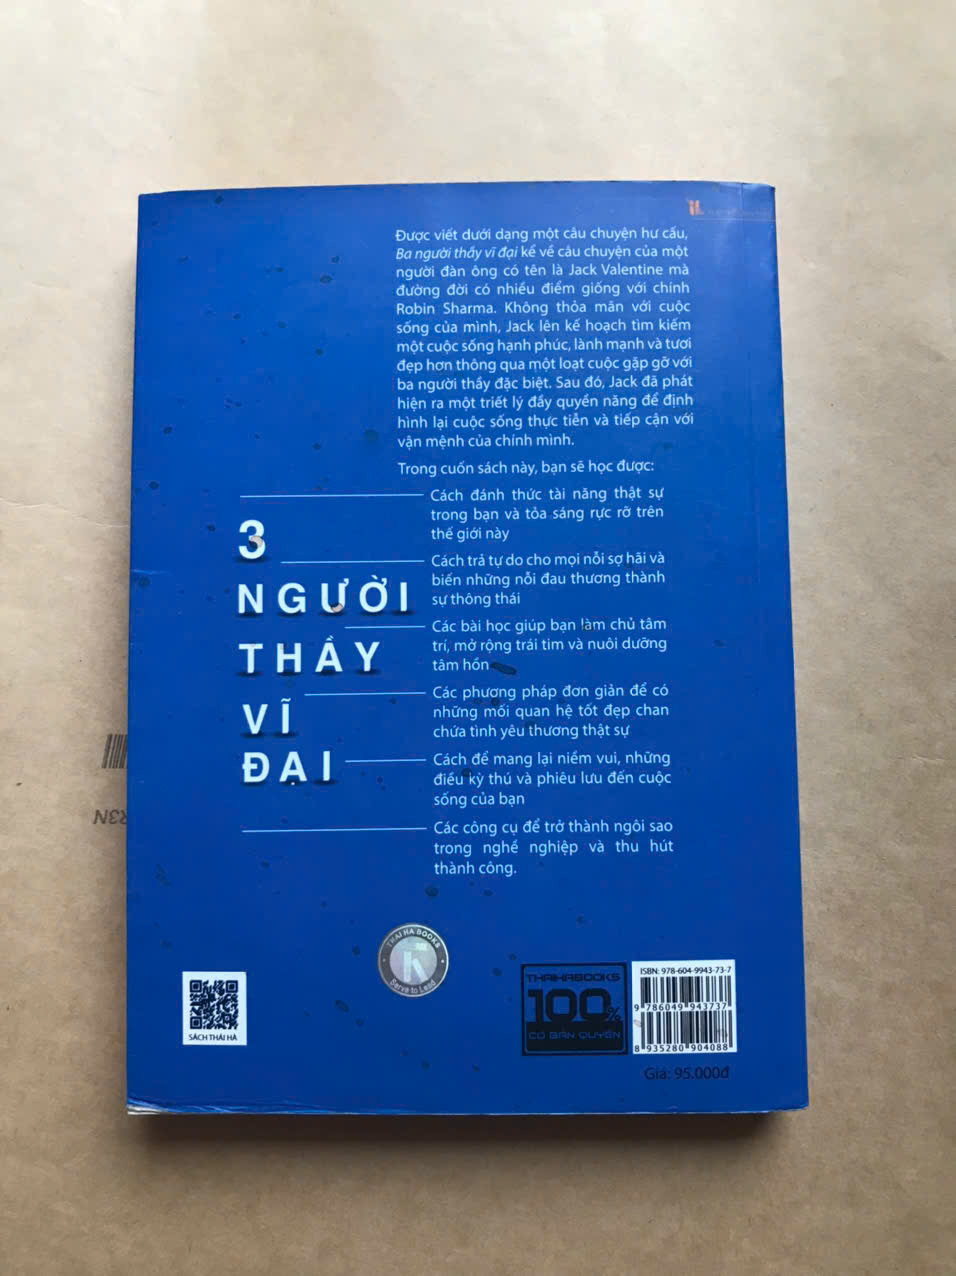 Được viết dưới dạng một câu chuyện hư cấu,
Ba người thầy vĩ đại kể về câu chuyện của một
người đàn ông có tên là Jack Valentine mà
đường đời có nhiều điểm giống với chính
Robin Sharma. Không thỏa mãn với cuộc
sống của mình, Jack lên kế hoạch tìm kiếm
một cuộc sống hạnh phúc, lành mạnh và tươi
đẹp hơn thông qua một loạt cuộc gặp gỡ với
ba người thầy đặc biệt. Sau đó, Jack đã phát
hiện ra một triết lý đầy quyền năng để định
hình lại cuộc sống thực tiễn và tiếp cận với
vận mệnh của chính mình.
Trong cuốn sách này, bạn sẽ học được:
Cách đánh thức tài năng thật sự
trong bạn và tỏa sáng rực rỡ trên
thế giới này
Cách trả tự do cho mọi nỗi sợ hãi và
biến những nỗi đau thương thành
sự thông thái
Các bài học giúp bạn làm chủ tâm
trí, mở rộng trái tim và nuôi dưỡng
tâm hồn
Các phương pháp đơn giản để có
những mối quan hệ tốt đẹp chan
chứa tình yêu thương thật sự
Cách để mang lại niềm vui, những
điều kỳ thú và phiêu lưu đến cuộc
sống của bạn
Các công cụ để trở thành ngôi sao
trong nghề nghiệp và thu hút
thành công.
3
NGƯỜI
THẦY
VĨ
ĐẠI
R3N
THAI HA BOOKS
Serve to Lead
SÁCH THÁI HÀ
THAIHABOOKS
100%
CÓ BẢN QUYỀN
ISBN: 978-604-9943-73-7
9 786049 943737
8 935280 904088
Giá: 95.000đ